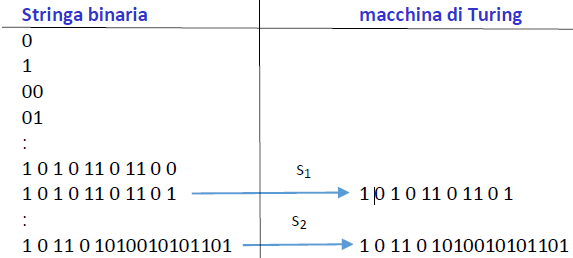 Stringa binaria macchina di Turing
0
1
00
01
:
1 0 1 0 11 0 11 0 0
1 0 1 0 11 0 11 0 1 s1 1 0 1 0 11 0 11 0 1
:
1 0 11 0 1010010101101 s2 1 0 11 0 1010010101101